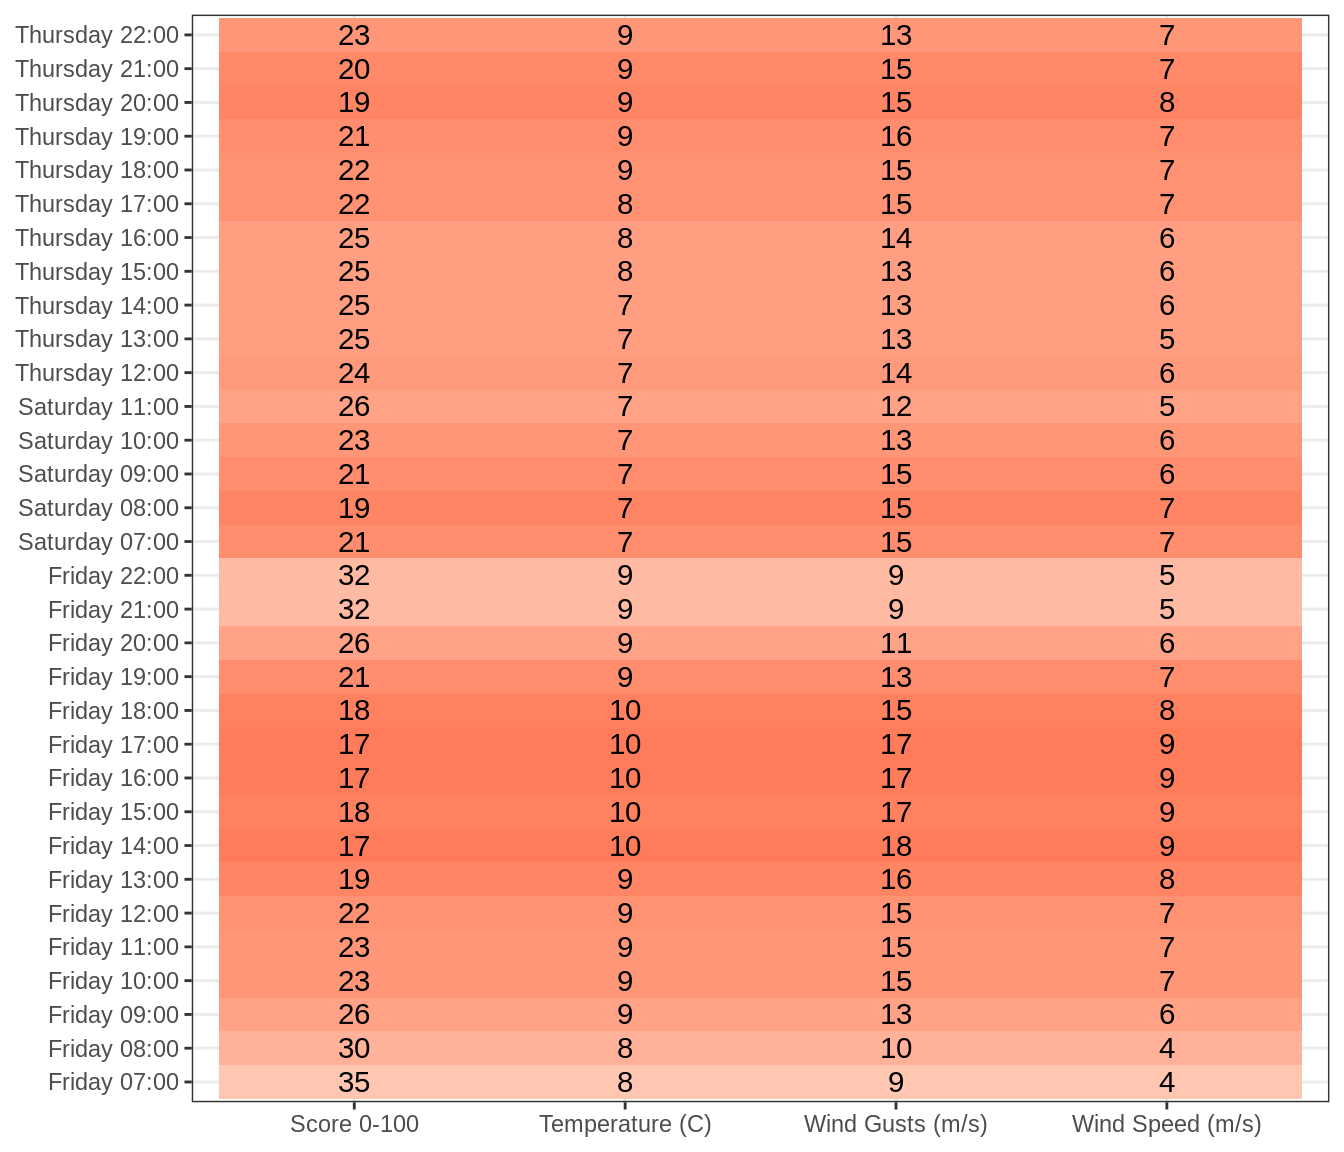 Thursday 22:00 23 9 13 7
Thursday 21:00 20 9 15 7
Thursday 20:00 19 9 15 8
Thursday 19:00 21 9 16 7
Thursday 18:00 22 9 15 7
Thursday 17:00 22 8 15 7
Thursday 16:00 25 8 14 6
Thursday 15:00 25 8 13 6
Thursday 14:00 25 7 13 6
Thursday 13:00 25 7 13 5
Thursday 12:00 24 7 14 6
Saturday 11:00 26 7 12 5
Saturday 10:00 23 7 13 6
Saturday 09:00 21 7 15 6
Saturday 08:00 19 7 15 7
Saturday 07:00 21 7 15 7
Friday 22:00 32 9 9 5
Friday 21:00 32 9 9 5
Friday 20:00 26 9 11 6
Friday 19:00 21 9 13 7
Friday 18:00 18 10 15 8
Friday 17:00 17 10 17 9
Friday 16:00 17 10 17 9
Friday 15:00 18 10 17 9
Friday 14:00 17 10 18 9
Friday 13:00 19 9 16 8
Friday 12:00 22 9 15 7
Friday 11:00 23 9 15 7
Friday 10:00 23 9 15 7
Friday 09:00 26 9 13 6
Friday 08:00 30 8 10 4
Friday 07:00 35 8 9 4
Score 0-100 Temperature (C) Wind Gusts (m/s) Wind Speed (m/s)